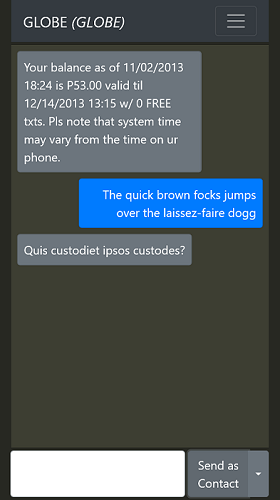 GLOBE (GLOBE)
Your balance as of 11/02/2013
18:24 is P53.00 valid til
12/14/2013 13:15 w/ 0 FREE
txts. Pls note that system time
may vary from the time on ur
phone.
The quick brown focks jumps
over the laissez-faire dogg
Quis custodiet ipsos custodes?
Send as
Contact